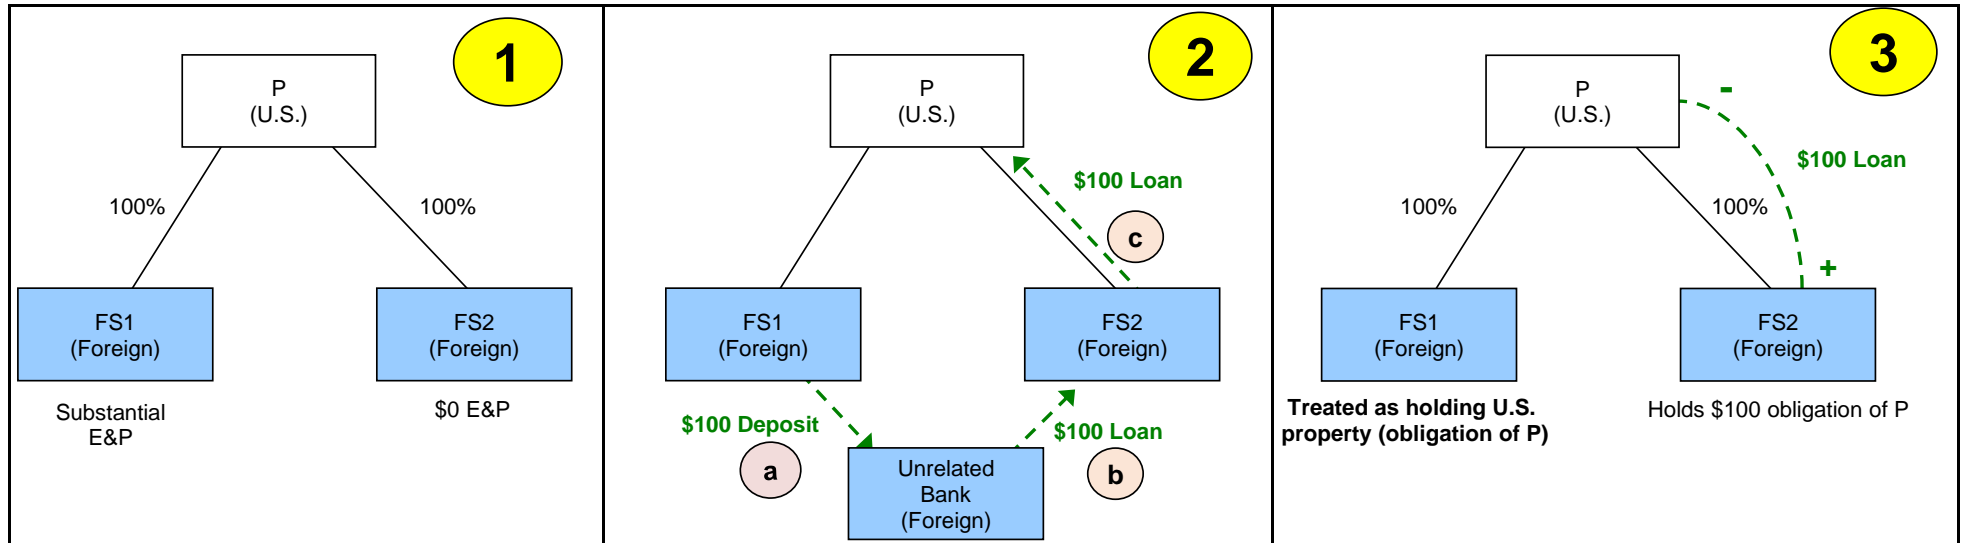 1
P
(U.S.)
100%
100%
FS1
(Foreign)
FS2
(Foreign)
Substantial
E&P
$0 E&P
2
P
(U.S.)
$100 Loan
c
FS1
(Foreign)
FS2
(Foreign)
$100 Deposit
a
$100 Loan
b
Unrelated
Bank
(Foreign)
3
P
(U.S.)
-
$100 Loan
100%
100%
+
FS1
(Foreign)
FS2
(Foreign)
Treated as holding U.S.
property (obligation of P)
Holds $100 obligation of P